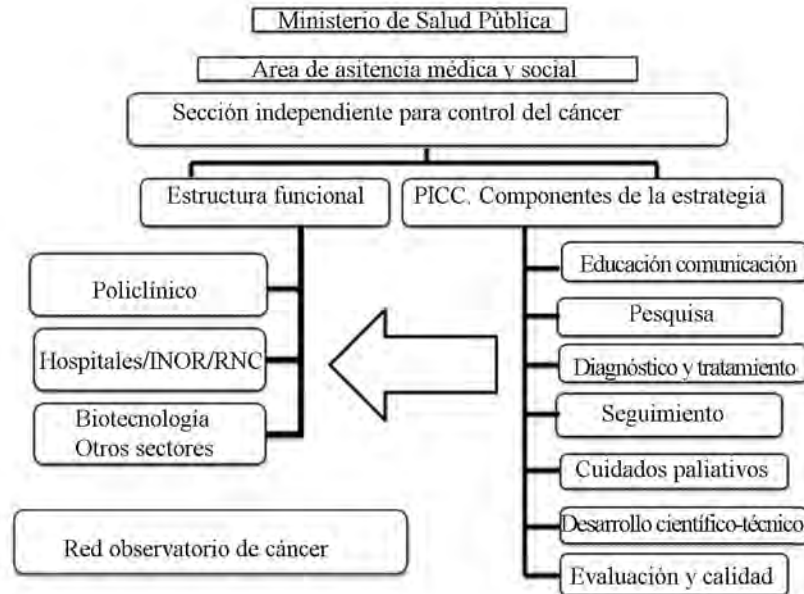 Ministerio de Salud Pública
Area de asitencia médica y social
Sección independiente para control del cáncer
Estructura funcional
PICC. Componentes de la estrategia
Policlínico
Hospitales/INOR/RNC
Biotecnología
Otros sectores
Red observatorio de cáncer
Educación comunicación
Pesquisa
Diagnóstico y tratamiento
Seguimiento
Cuidados paliativos
Desarrollo científico-técnico
Evaluación y calidad